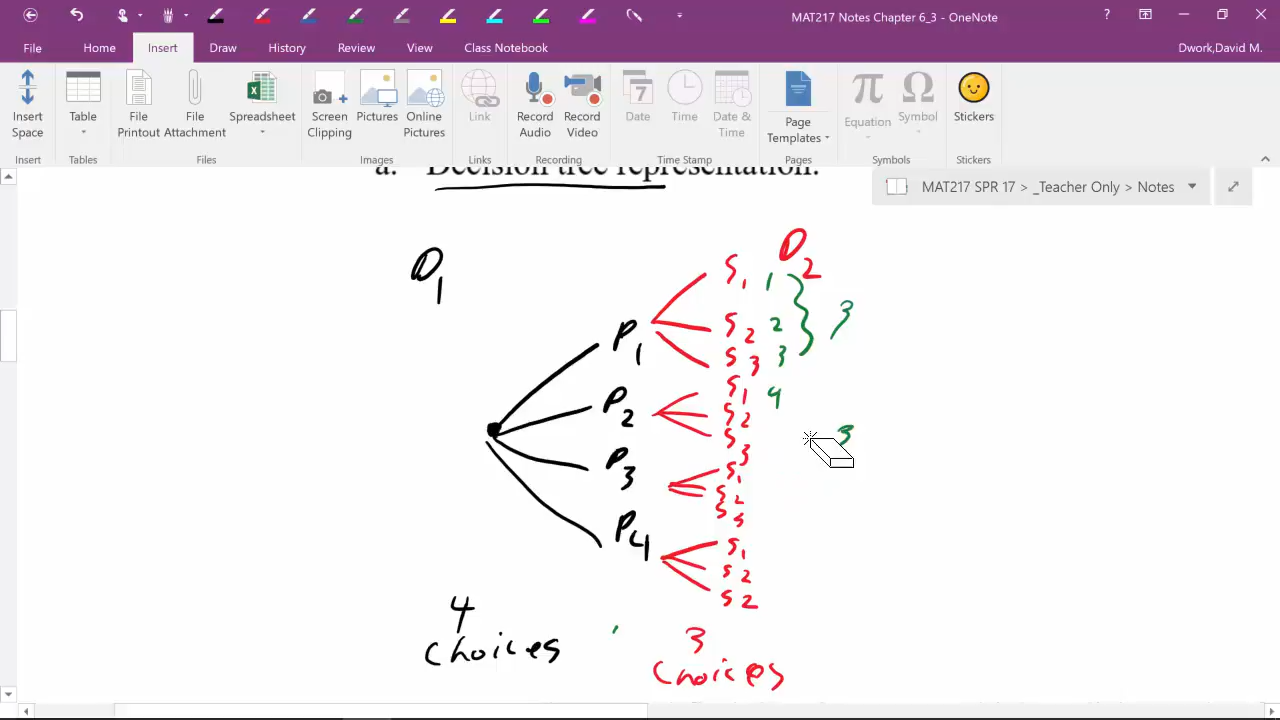 MAT217 Notes Chapter 6_3 - OneNote
?
File
Home
Insert
Draw
History
Review
View
Class Notebook
Dwork,David M.
Insert Space
Table
File Printout
File Attachment
Spreadsheet
Screen Clipping
Pictures
Online Pictures
Link
Record Audio
Record Video
Date
Time
Date & Time
Page Templates
Equation
Symbol
Stickers
Insert
Tables
Files
Images
Links
Recording
Time Stamp
Pages
Symbols
Stickers
a. Decision tree representation.
MAT217 SPR 17 > _Teacher Only > Notes
D1
D2
S1 1
P1
S2 2
3
S3 3
P2
S1 4
S2
S3
3
P3
S1
S2
S3
P4
S1
S2
S2
4
choices
3
choices